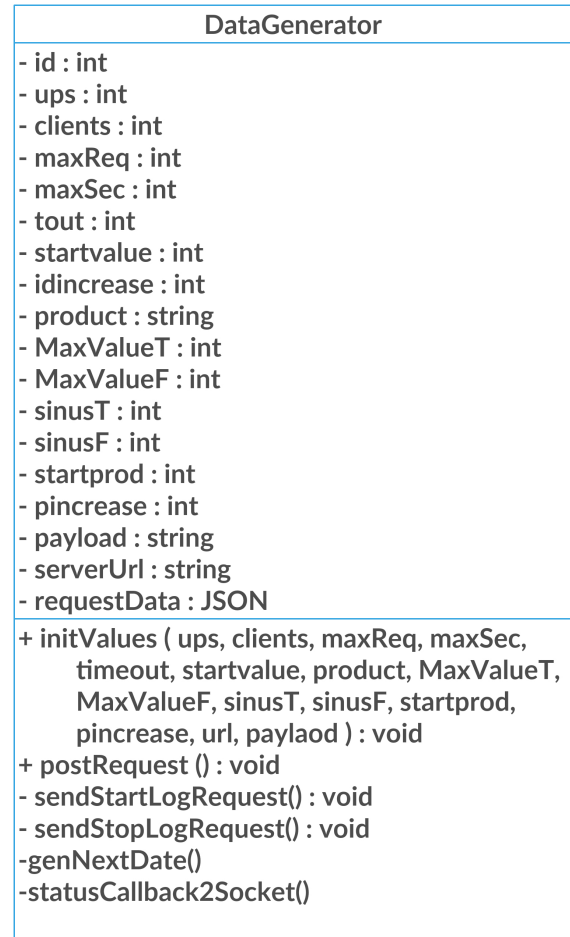 DataGenerator
- id : int
- ups : int
- clients : int
- maxReq : int
- maxSec : int
- tout : int
- startvalue : int
- idincrease : int
- product : string
- MaxValueT : int
- MaxValueF : int
- sinusT : int
- sinusF : int
- startprod : int
- pincrease : int
- payload : string
- serverUrl : string
- requestData : JSON
+ initValues ( ups, clients, maxReq, maxSec,
timeout, startvalue, product, MaxValueT,
MaxValueF, sinusT, sinusF, startprod,
pincrease, url, paylaod ) : void
+ postRequest () : void
- sendStartLogRequest() : void
- sendStopLogRequest() : void
-genNextDate()
-statusCallback2Socket()